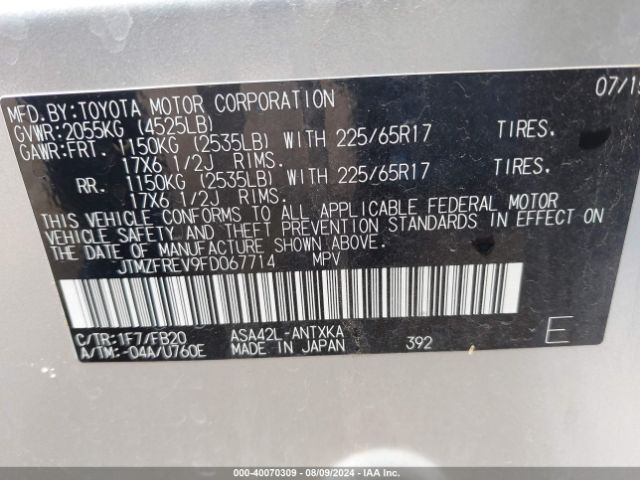 MFD.BY:TOYOTA MOTOR CORPORATION 07/15
GVWR:2055KG (4525LB)
GAWR:FRT. 1150KG (2535LB) WITH 225/65R17 TIRES.
17X6 1/2J RIMS.
RR. 1150KG (2535LB) WITH 225/65R17 TIRES.
17X6 1/2J RIMS.
THIS VEHICLE CONFORMS TO ALL APPLICABLE FEDERAL MOTOR
VEHICLE SAFETY AND THEFT PREVENTION STANDARDS IN EFFECT ON
THE DATE OF MANUFACTURE SHOWN ABOVE.
JTMZFREV9FD067714 MPV
C/TR:1F7/FB20 ASA42L-ANTXKA
A/TM:-04A/U760E MADE IN JAPAN 392 E
000-40070309 | 08/09/2024 | IAAI.COM